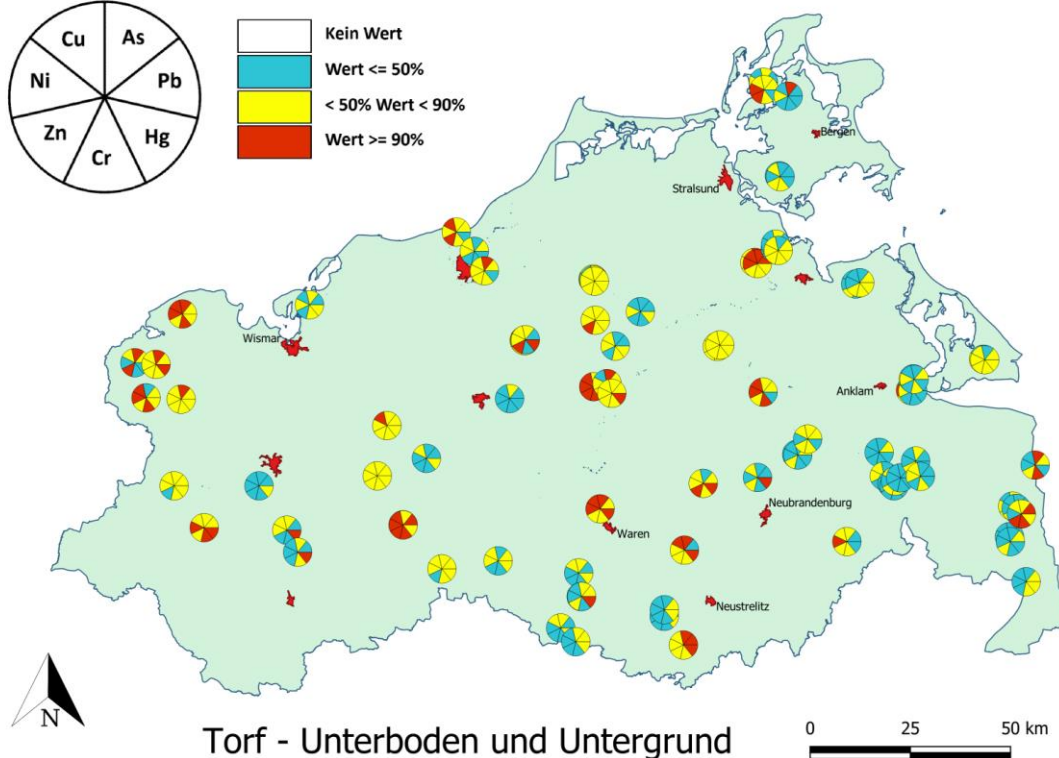 Cu
As
Ni
Pb
Zn
Hg
Cr
Kein Wert
Wert <= 50%
< 50% Wert < 90%
Wert >= 90%
Bergen
Stralsund
Wismar
Anklam
Neubrandenburg
Waren
Neustrelitz
N
Torf - Unterboden und Untergrund
0 25 50 km